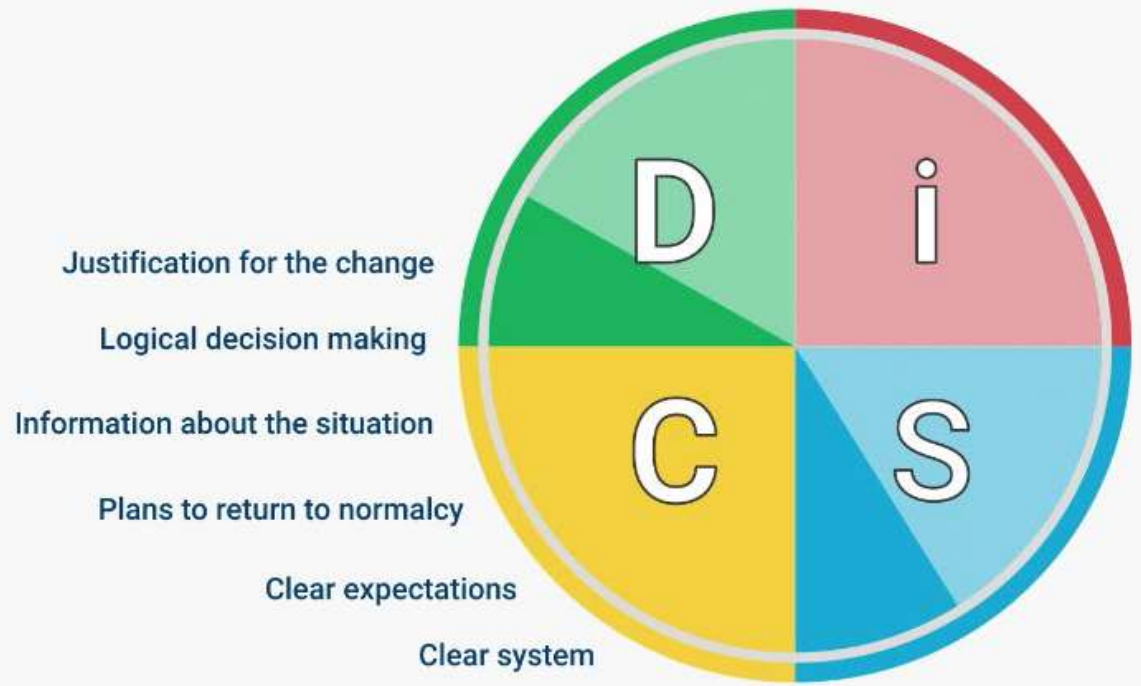 D i
Justification for the change
Logical decision making
Information about the situation
C S
Plans to return to normalcy
Clear expectations
Clear system